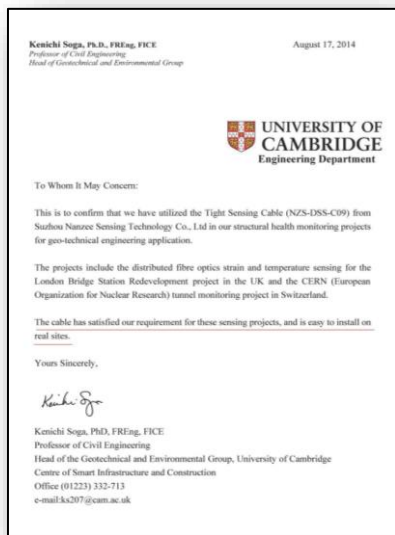 Kenichi Soga, Ph.D., FREng, FICE
August 17, 2014
Professor of Civil Engineering
Head of Geotechnical and Environmental Group
UNIVERSITY OF
CAMBRIDGE
Engineering Department
To Whom It May Concern:
This is to confirm that we have utilized the Tight Sensing Cable (NZS-DSS-C09) from
Suzhou Nanzee Sensing Technology Co., Ltd in our structural health monitoring projects
for geo-technical engineering application.
The projects include the distributed fibre optics strain and temperature sensing for the
London Bridge Station Redevelopment project in the UK and the CERN (European
Organization for Nuclear Research) tunnel monitoring project in Switzerland.
The cable has satisfied our requirement for these sensing projects, and is easy to install on
real sites.
Yours Sincerely,
Kenichi Soga
Kenichi Soga, PhD, FREng, FICE
Professor of Civil Engineering
Head of the Geotechnical and Environmental Group, University of Cambridge
Centre of Smart Infrastructure and Construction
Office (01223) 332-713
e-mail:ks207@cam.ac.uk